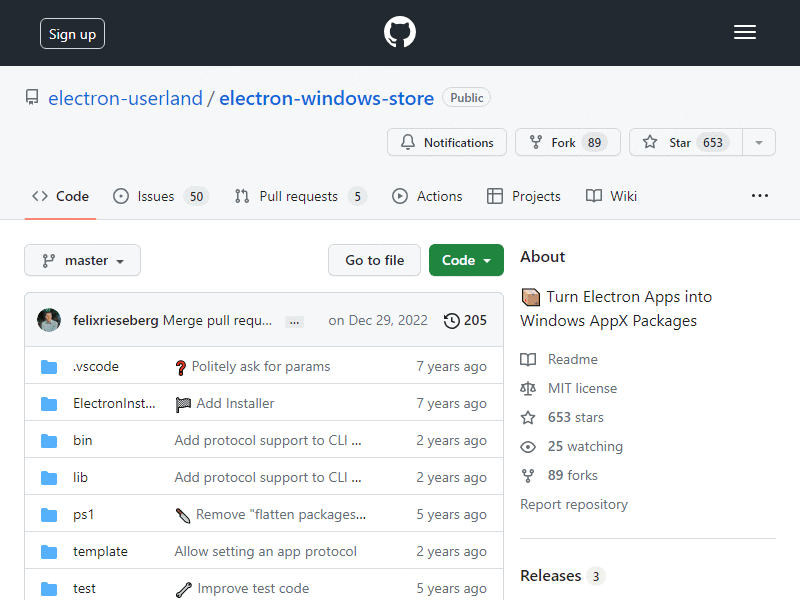 Sign up
electron-userland / electron-windows-store Public
Notifications Fork 89 Star 653
Code Issues 50 Pull requests 5 Actions Projects Wiki ...
master Go to file Code
felixrieseberg Merge pull requ... ... on Dec 29, 2022 205
.vscode ❓ Politely ask for params 7 years ago
ElectronInst... 🏁 Add Installer 7 years ago
bin Add protocol support to CLI ... 2 years ago
lib Add protocol support to CLI ... 2 years ago
ps1 🔪 Remove "flatten packages... 5 years ago
template Allow setting an app protocol 2 years ago
test 🔧 Improve test code 5 years ago
About
📦 Turn Electron Apps into
Windows AppX Packages
Readme
MIT license
653 stars
25 watching
89 forks
Report repository
Releases 3